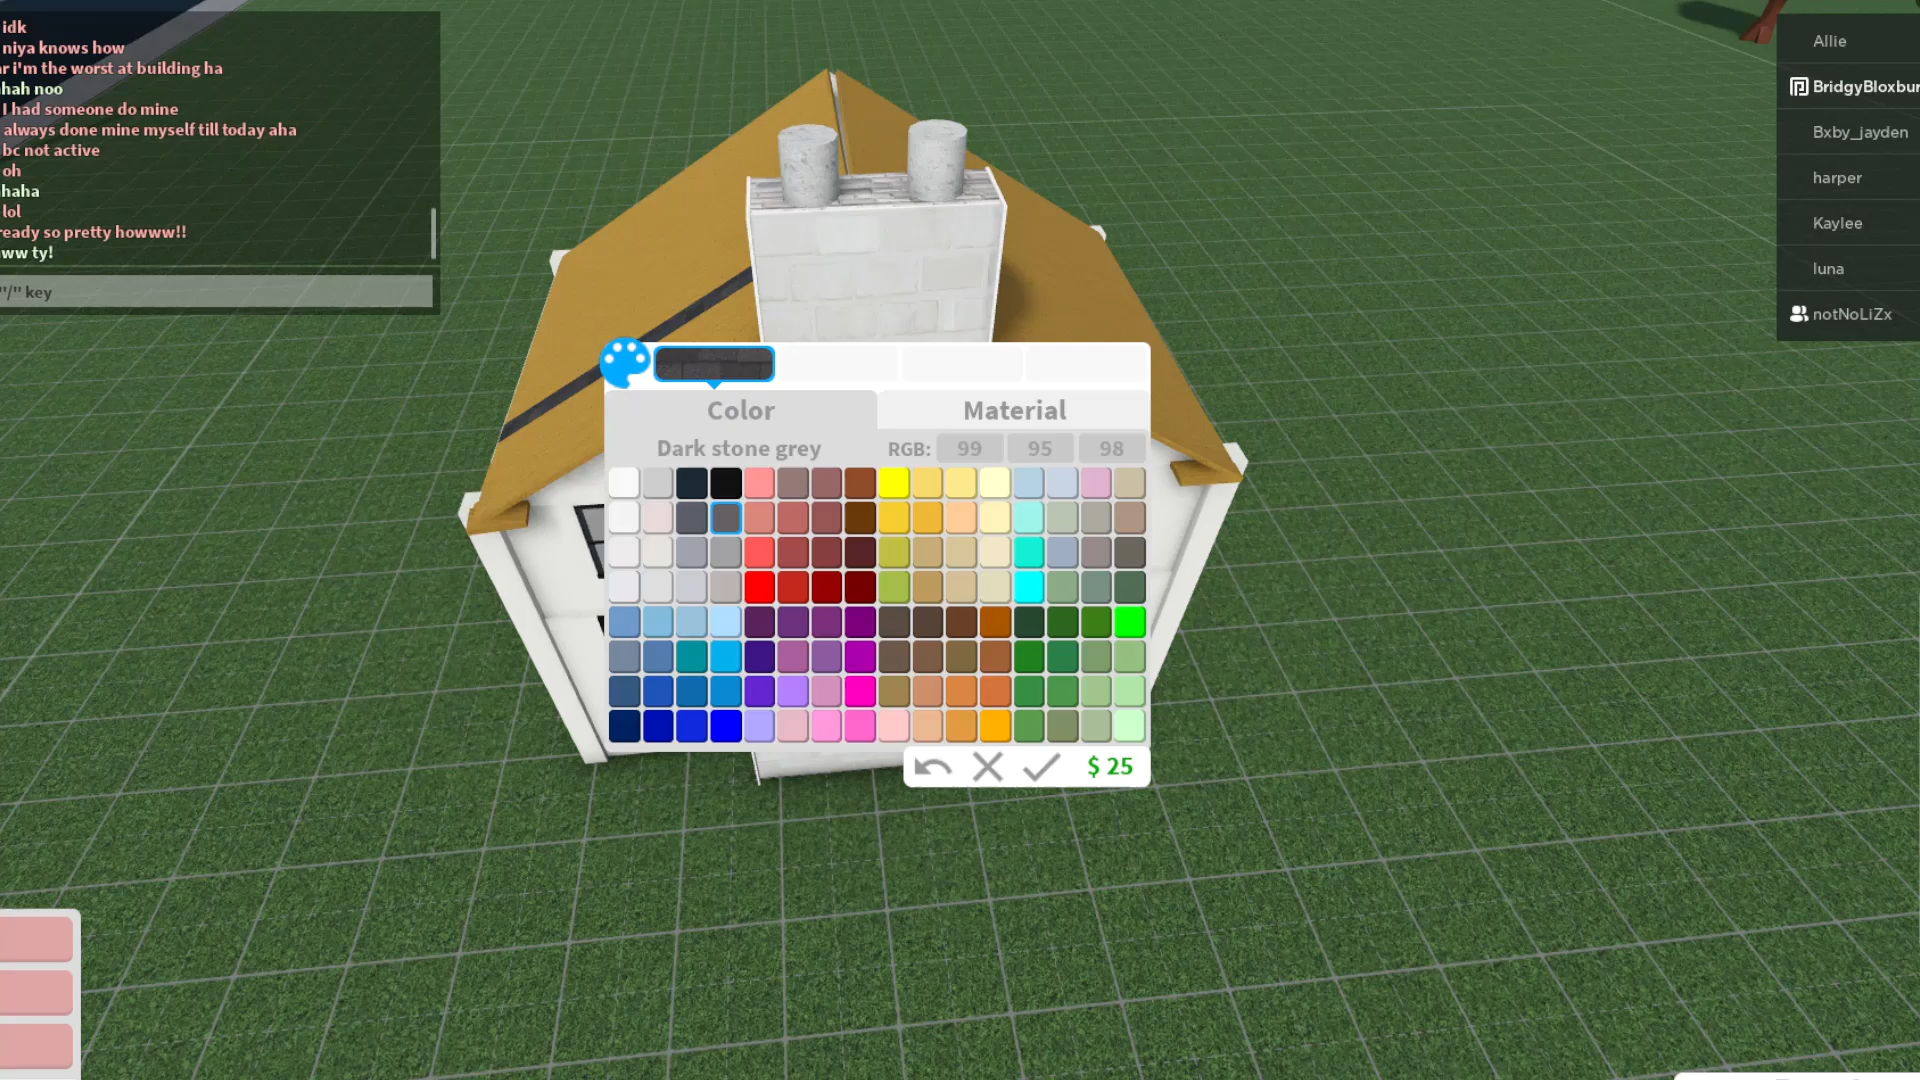 idk
niya knows how
r i'm the worst at building ha
hah noo
I had someone do mine
always done mine myself till today aha
bc not active
oh
haha
lol
ready so pretty howww!!
ww ty!
"/" key
Allie
BridgyBloxbur
Bxby_jayden
harper
Kaylee
luna
notNoLiZx
Color
Material
Dark stone grey
RGB: 99 95 98
$ 25